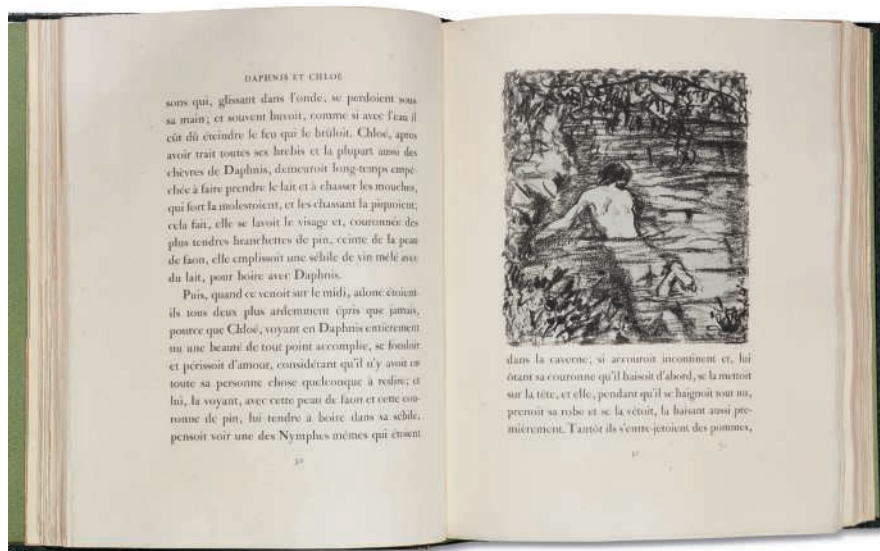 DAPHNIS ET CHLOÉ
sons qui, glissant dans l'onde, se perdoient sous
sa main; et souvent buvoit, comme si avec l'eau il
eût dû éteindre le feu qui le brûloit. Chloé, après
avoir trait toutes ses brebis et la plupart aussi des
chèvres de Daphnis, demeuroit long-temps empê-
chée à faire prendre le lait et à chasser les mouches,
qui fort la molestoient, et les chassant la piquoient;
cela fait, elle se lavoit le visage et, couronnée des
plus tendres branchettes de pin, ceinte de la peau
de faon, elle emplissoit une sébile de vin mêlé avec
du lait, pour boire avec Daphnis.
Puis, quand ce venoit sur le midi, adonc étoient-
ils tous deux plus ardemment épris que jamais,
pource que Chloé, voyant en Daphnis entièrement
nu une beauté de tout point accomplie, se fondoit
et périssoit d'amour, considérant qu'il n'y avoit en
toute sa personne chose quelconque à redire; et
lui, la voyant, avec cette peau de faon et cette cou-
ronne de pin, lui tendre à boire dans sa sébile,
pensoit voir une des Nymphes mêmes qui étoient
dans la caverne; si accouroit incontinent et, lui
ôtant sa couronne qu'il baisoit d'abord, se la mettoit
sur la tête, et elle, pendant qu'il se baignoit tout nu,
prenoit sa robe et se la vêtoit, la baisant aussi pre-
mièrement. Tantôt ils s'entre-jetoient des pommes,